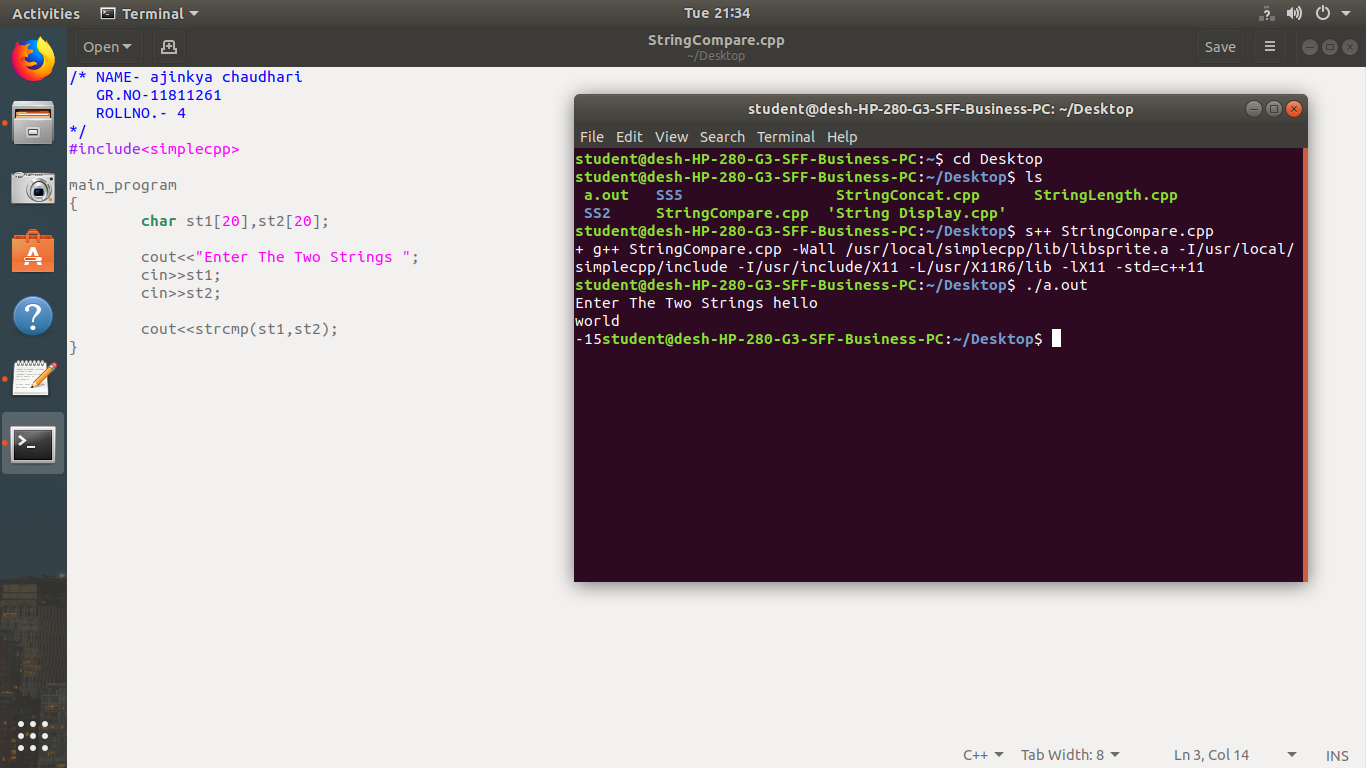 Activities Terminal Tue 21:34
Open StringCompare.cpp Save
~/Desktop
/* NAME- ajinkya chaudhari
   GR.NO-11811261
   ROLLNO.- 4
*/
#include<simplecpp>
main_program
{
        char st1[20],st2[20];
        cout<<"Enter The Two Strings ";
        cin>>st1;
        cin>>st2;
        cout<<strcmp(st1,st2);
}
student@desh-HP-280-G3-SFF-Business-PC: ~/Desktop
File Edit View Search Terminal Help
student@desh-HP-280-G3-SFF-Business-PC:~$ cd Desktop
student@desh-HP-280-G3-SFF-Business-PC:~/Desktop$ ls
 a.out   SS5                 StringConcat.cpp      StringLength.cpp
 SS2     StringCompare.cpp  'String Display.cpp'
student@desh-HP-280-G3-SFF-Business-PC:~/Desktop$ s++ StringCompare.cpp
+ g++ StringCompare.cpp -Wall /usr/local/simplecpp/lib/libsprite.a -I/usr/local/
simplecpp/include -I/usr/include/X11 -L/usr/X11R6/lib -lX11 -std=c++11
student@desh-HP-280-G3-SFF-Business-PC:~/Desktop$ ./a.out
Enter The Two Strings hello
world
-15student@desh-HP-280-G3-SFF-Business-PC:~/Desktop$
C++ Tab Width: 8 Ln 3, Col 14 INS